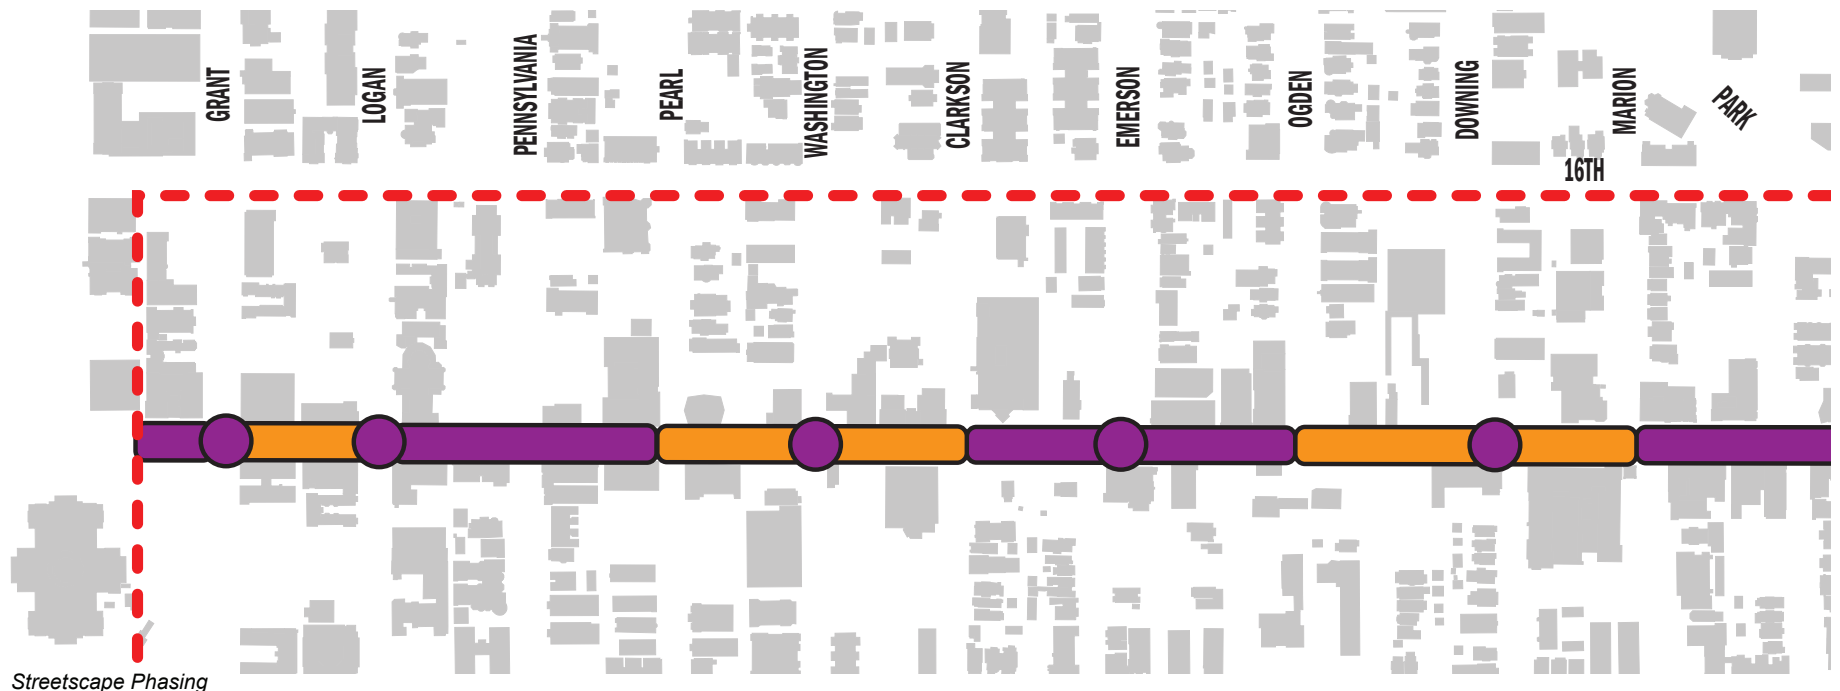 GRANT
LOGAN
PENNSYLVANIA
PEARL
WASHINGTON
CLARKSON
EMERSON
OGDEN
DOWNING
MARION
PARK
16TH
Streetscape Phasing